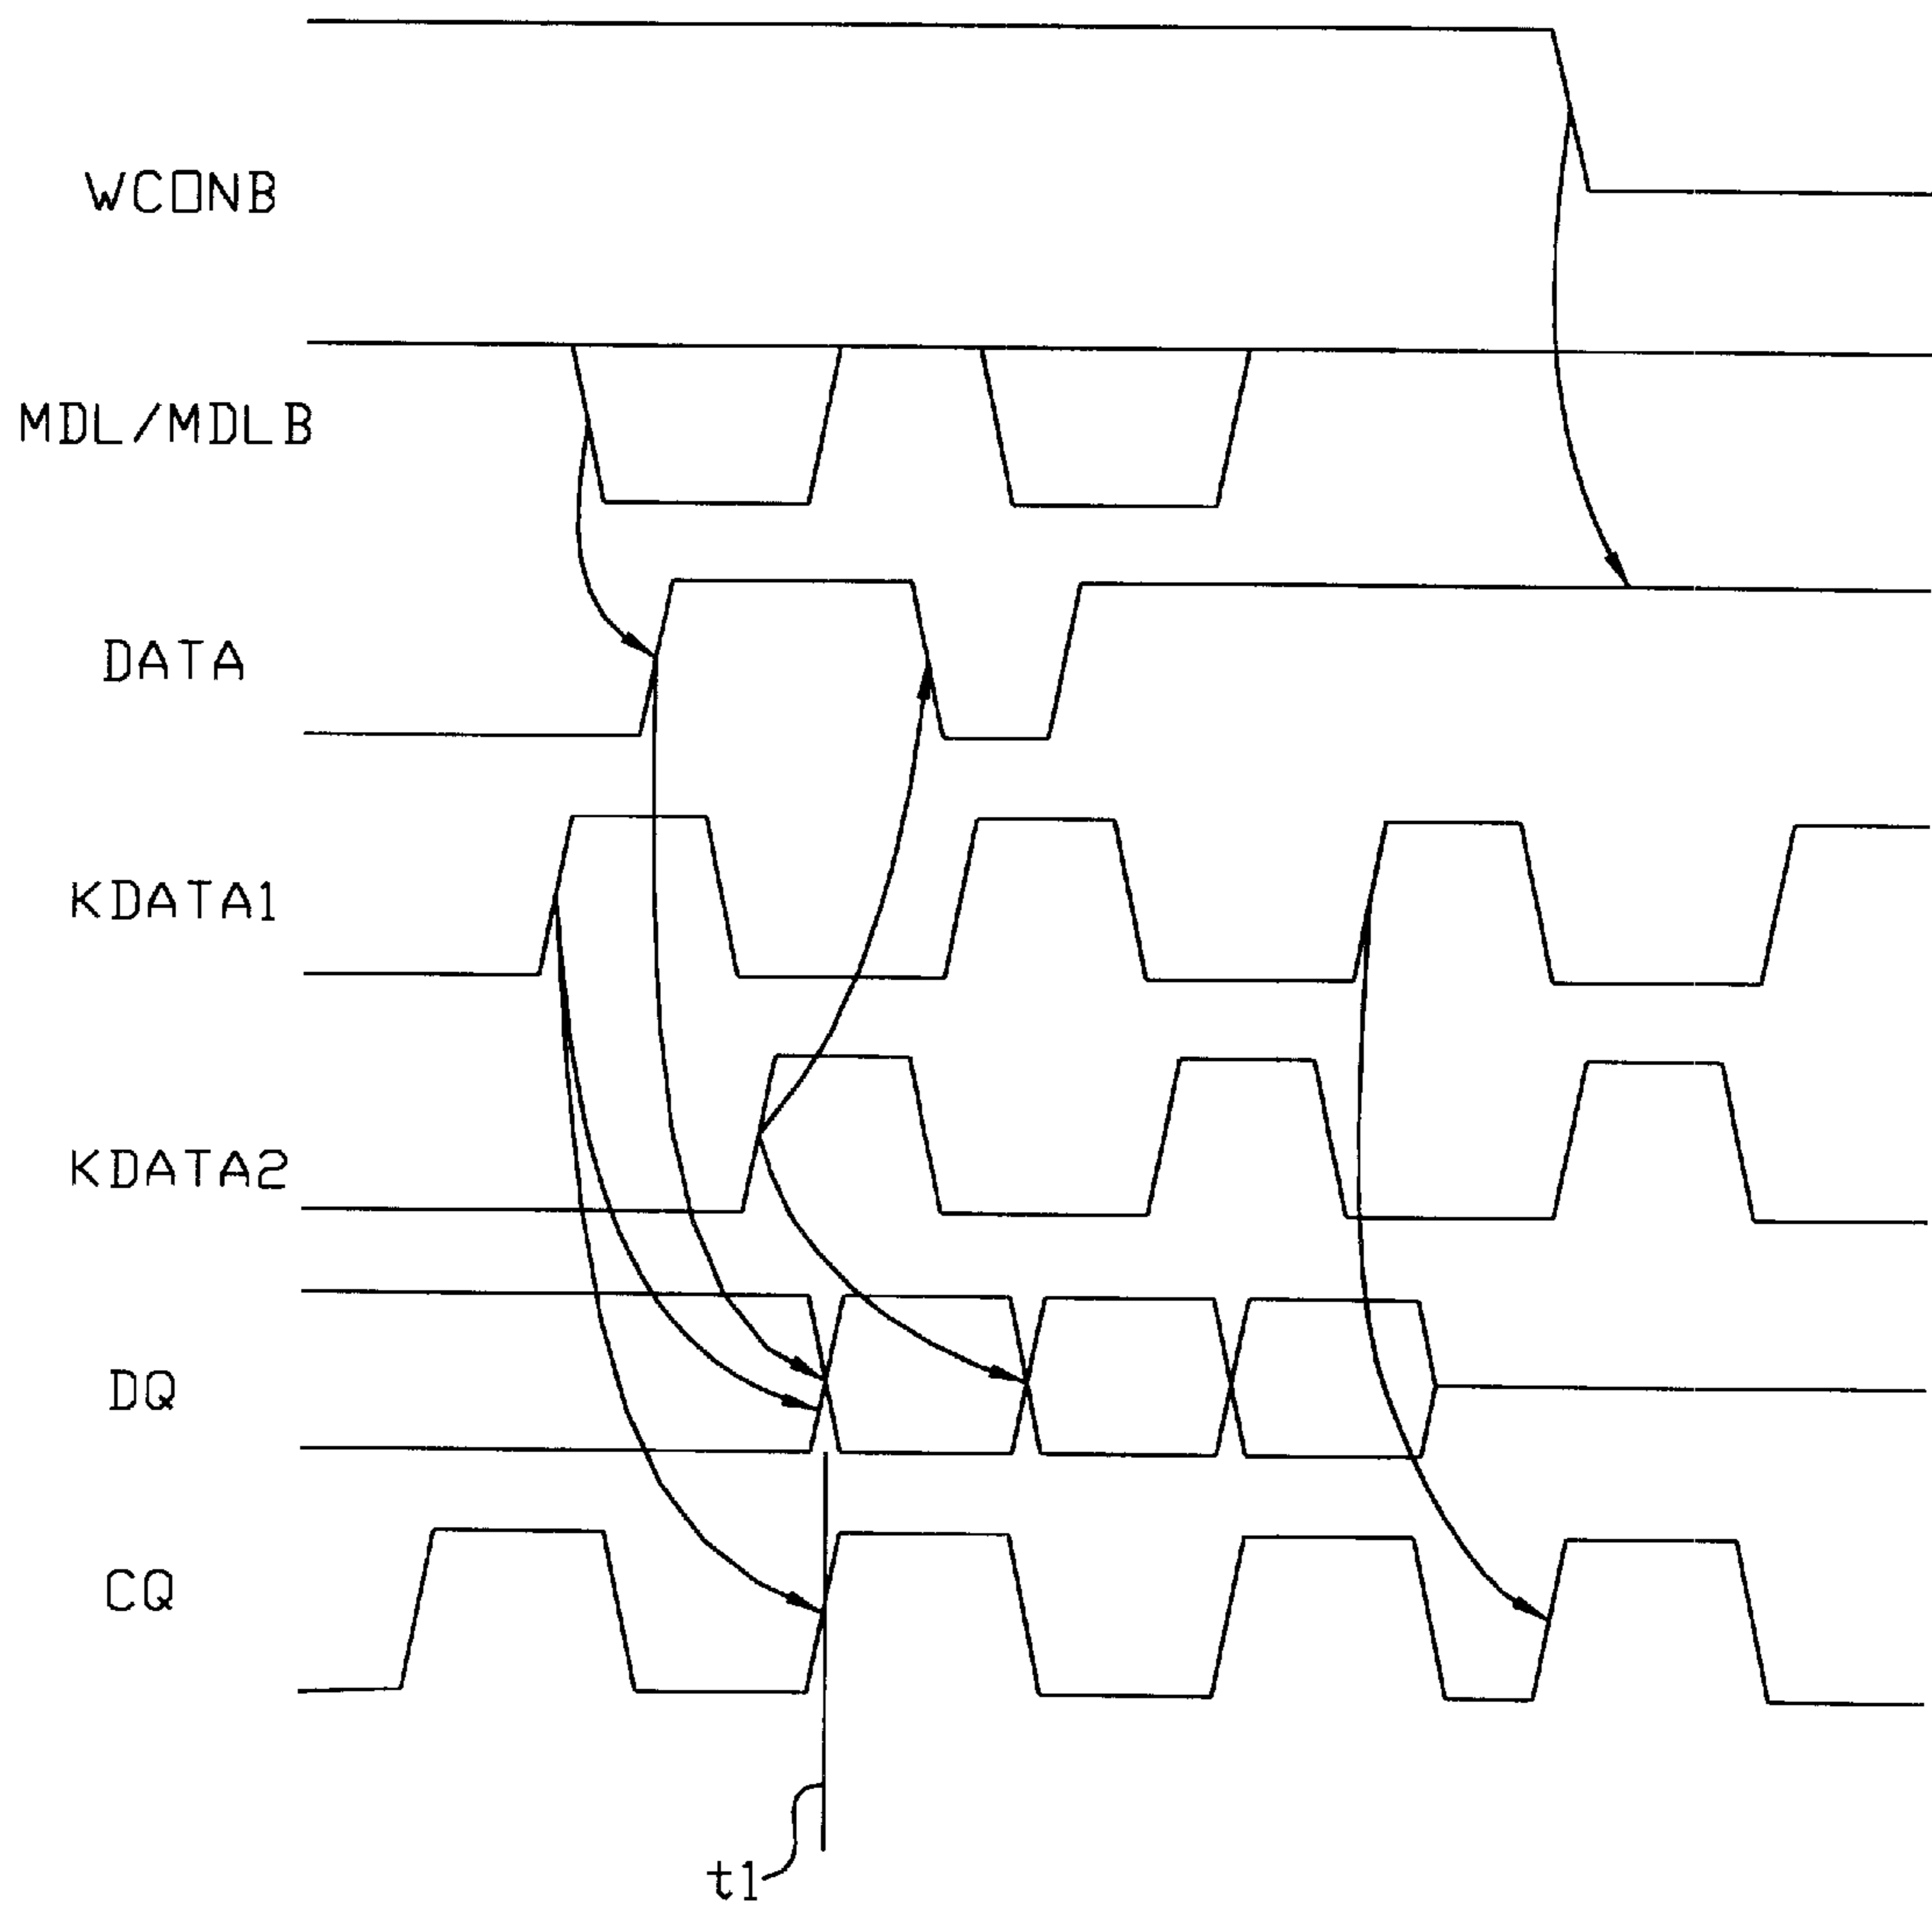 WCONB
MDL/MDLB
DATA
KDATA1
KDATA2
DQ
CQ
t1